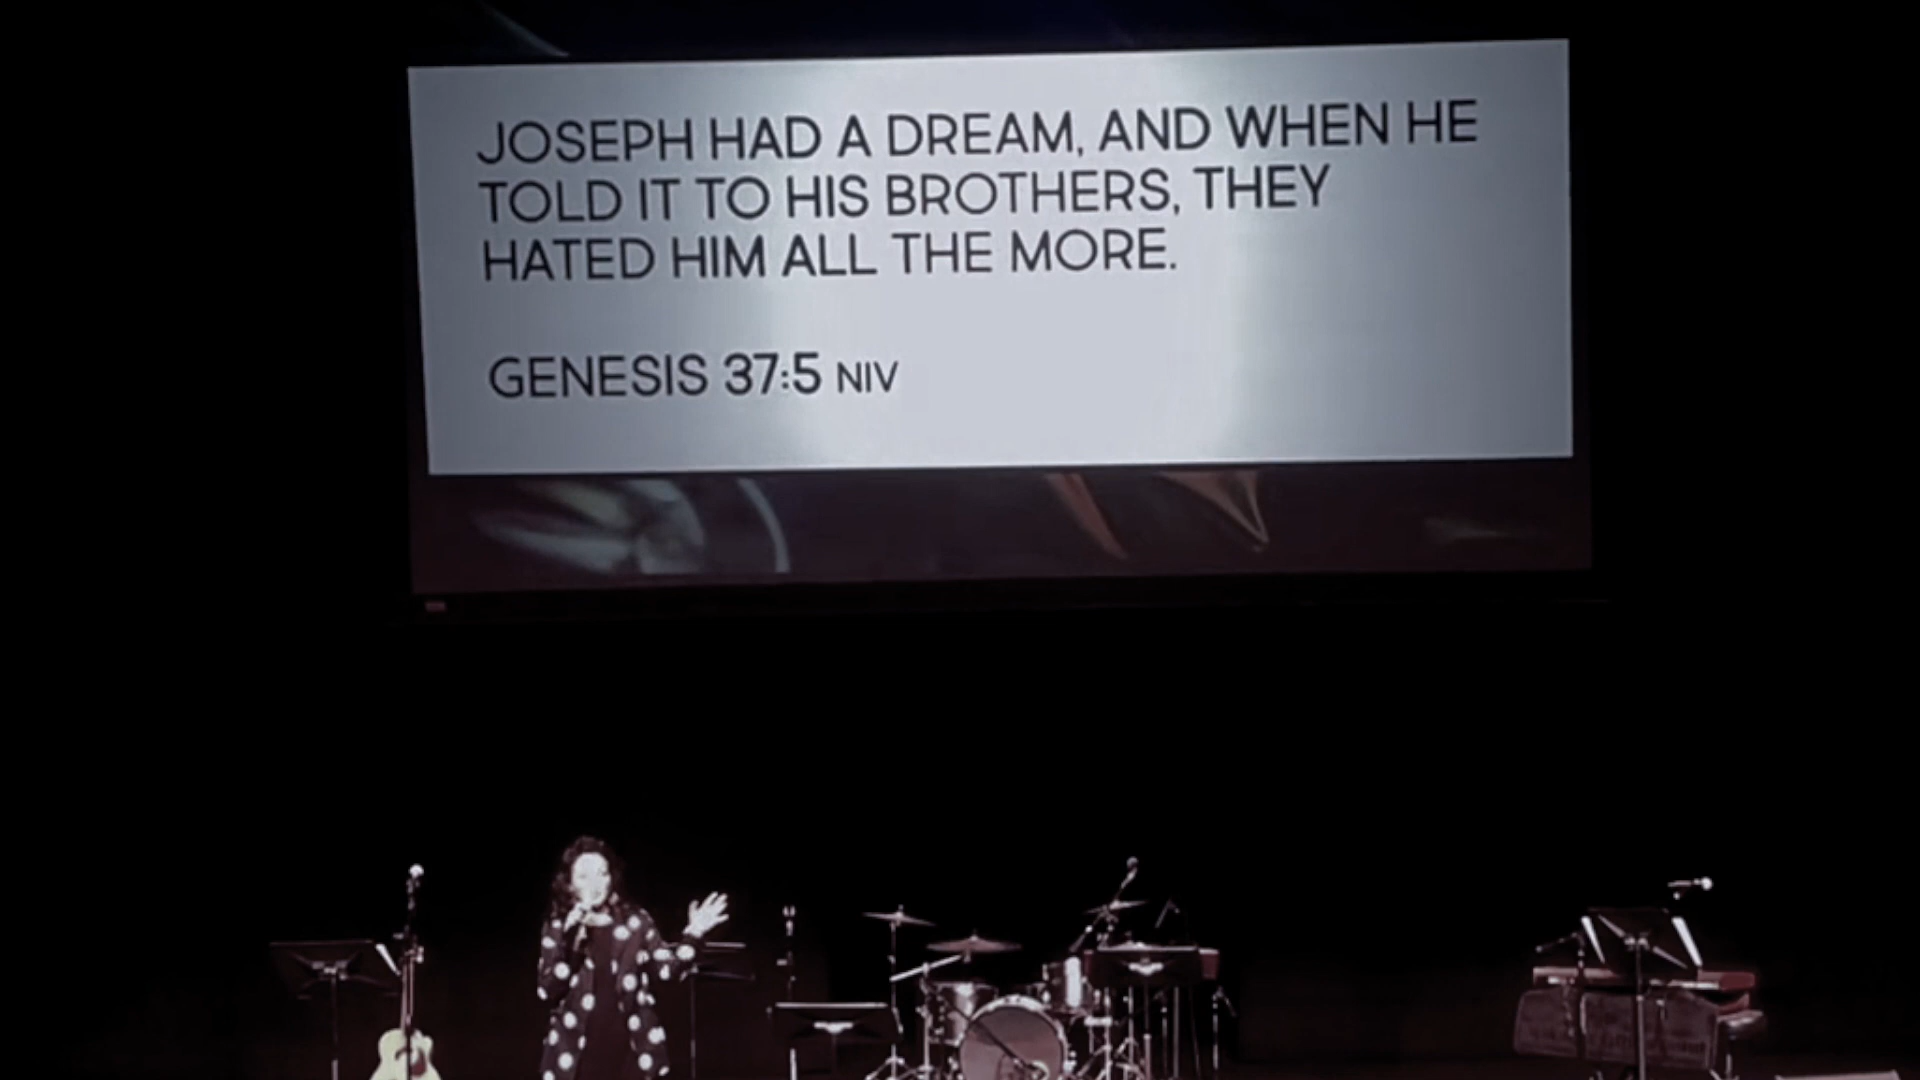 JOSEPH HAD A DREAM, AND WHEN HE
TOLD IT TO HIS BROTHERS, THEY
HATED HIM ALL THE MORE.
GENESIS 37:5 NIV